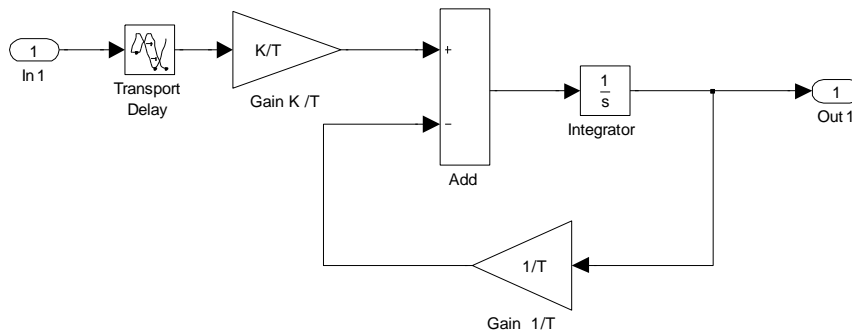 1
In 1
Transport
Delay
K/T
Gain K /T
+
−
Add
1
s
Integrator
1
Out 1
1/T
Gain 1/T